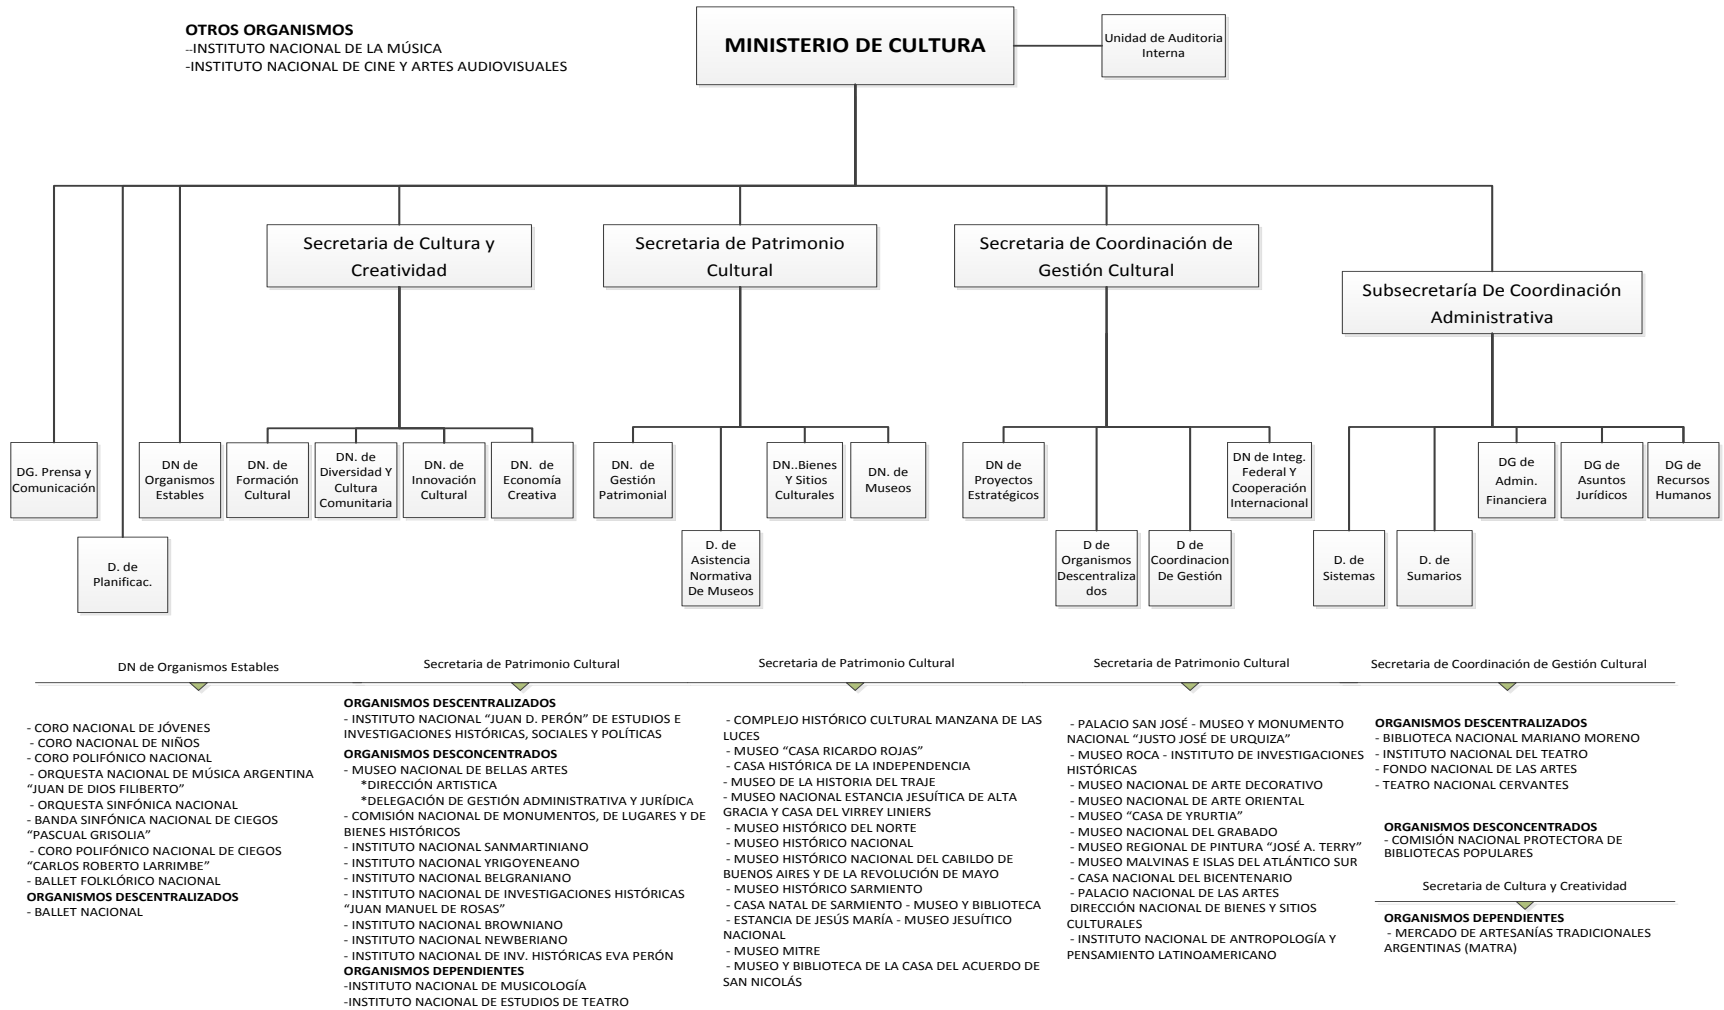 OTROS ORGANISMOS
--INSTITUTO NACIONAL DE LA MÚSICA
-INSTITUTO NACIONAL DE CINE Y ARTES AUDIOVISUALES
MINISTERIO DE CULTURA
Unidad de Auditoria
Interna
Secretaria de Cultura y
Creatividad
Secretaria de Patrimonio
Cultural
Secretaria de Coordinación de
Gestión Cultural
Subsecretaría De Coordinación
Administrativa
DG. Prensa y
Comunicación
D. de
Planificac.
DN de
Organismos
Estables
DN. de
Formación
Cultural
DN. de
Diversidad Y
Cultura
Comunitaria
DN. de
Innovación
Cultural
DN. de
Economía
Creativa
DN. de
Gestión
Patrimonial
D. de
Asistencia
Normativa
De Museos
DN..Bienes
Y Sitios
Culturales
DN. de
Museos
DN de
Proyectos
Estratégicos
D de
Organismos
Descentraliza
dos
D de
Coordinacion
De Gestión
DN de Integ.
Federal Y
Cooperación
Internacional
D. de
Sistemas
D. de
Sumarios
DG de
Admin.
Financiera
DG de
Asuntos
Jurídicos
DG de
Recursos
Humanos
DN de Organismos Estables
- CORO NACIONAL DE JÓVENES
- CORO NACIONAL DE NIÑOS
- CORO POLIFÓNICO NACIONAL
- ORQUESTA NACIONAL DE MÚSICA ARGENTINA
“JUAN DE DIOS FILIBERTO”
- ORQUESTA SINFÓNICA NACIONAL
- BANDA SINFÓNICA NACIONAL DE CIEGOS
“PASCUAL GRISOLIA”
- CORO POLIFÓNICO NACIONAL DE CIEGOS
“CARLOS ROBERTO LARRIMBE”
- BALLET FOLKLÓRICO NACIONAL
ORGANISMOS DESCENTRALIZADOS
- BALLET NACIONAL
Secretaria de Patrimonio Cultural
ORGANISMOS DESCENTRALIZADOS
- INSTITUTO NACIONAL “JUAN D. PERÓN” DE ESTUDIOS E
INVESTIGACIONES HISTÓRICAS, SOCIALES Y POLÍTICAS
ORGANISMOS DESCONCENTRADOS
- MUSEO NACIONAL DE BELLAS ARTES
*DIRECCIÓN ARTISTICA
*DELEGACIÓN DE GESTIÓN ADMINISTRATIVA Y JURÍDICA
- COMISIÓN NACIONAL DE MONUMENTOS, DE LUGARES Y DE
BIENES HISTÓRICOS
- INSTITUTO NACIONAL SANMARTINIANO
- INSTITUTO NACIONAL YRIGOYENEANO
- INSTITUTO NACIONAL BELGRANIANO
- INSTITUTO NACIONAL DE INVESTIGACIONES HISTÓRICAS
“JUAN MANUEL DE ROSAS”
- INSTITUTO NACIONAL BROWNIANO
- INSTITUTO NACIONAL NEWBERIANO
- INSTITUTO NACIONAL DE INV. HISTÓRICAS EVA PERÓN
ORGANISMOS DEPENDIENTES
-INSTITUTO NACIONAL DE MUSICOLOGÍA
-INSTITUTO NACIONAL DE ESTUDIOS DE TEATRO
Secretaria de Patrimonio Cultural
- COMPLEJO HISTÓRICO CULTURAL MANZANA DE LAS
LUCES
- MUSEO “CASA RICARDO ROJAS”
- CASA HISTÓRICA DE LA INDEPENDENCIA
- MUSEO DE LA HISTORIA DEL TRAJE
- MUSEO NACIONAL ESTANCIA JESUÍTICA DE ALTA
GRACIA Y CASA DEL VIRREY LINIERS
- MUSEO HISTÓRICO DEL NORTE
- MUSEO HISTÓRICO NACIONAL
- MUSEO HISTÓRICO NACIONAL DEL CABILDO DE
BUENOS AIRES Y DE LA REVOLUCIÓN DE MAYO
- MUSEO HISTÓRICO SARMIENTO
- CASA NATAL DE SARMIENTO - MUSEO Y BIBLIOTECA
- ESTANCIA DE JESÚS MARÍA - MUSEO JESUÍTICO
NACIONAL
- MUSEO MITRE
- MUSEO Y BIBLIOTECA DE LA CASA DEL ACUERDO DE
SAN NICOLÁS
Secretaria de Patrimonio Cultural
- PALACIO SAN JOSÉ - MUSEO Y MONUMENTO
NACIONAL “JUSTO JOSÉ DE URQUIZA”
- MUSEO ROCA - INSTITUTO DE INVESTIGACIONES
HISTÓRICAS
- MUSEO NACIONAL DE ARTE DECORATIVO
- MUSEO NACIONAL DE ARTE ORIENTAL
- MUSEO “CASA DE YRURTIA”
- MUSEO NACIONAL DEL GRABADO
- MUSEO REGIONAL DE PINTURA “JOSÉ A. TERRY”
- MUSEO MALVINAS E ISLAS DEL ATLÁNTICO SUR
- CASA NACIONAL DEL BICENTENARIO
- PALACIO NACIONAL DE LAS ARTES
DIRECCIÓN NACIONAL DE BIENES Y SITIOS
CULTURALES
- INSTITUTO NACIONAL DE ANTROPOLOGÍA Y
PENSAMIENTO LATINOAMERICANO
Secretaria de Coordinación de Gestión Cultural
ORGANISMOS DESCENTRALIZADOS
- BIBLIOTECA NACIONAL MARIANO MORENO
- INSTITUTO NACIONAL DEL TEATRO
- FONDO NACIONAL DE LAS ARTES
- TEATRO NACIONAL CERVANTES
ORGANISMOS DESCONCENTRADOS
- COMISIÓN NACIONAL PROTECTORA DE
BIBLIOTECAS POPULARES
Secretaria de Cultura y Creatividad
ORGANISMOS DEPENDIENTES
- MERCADO DE ARTESANÍAS TRADICIONALES
ARGENTINAS (MATRA)